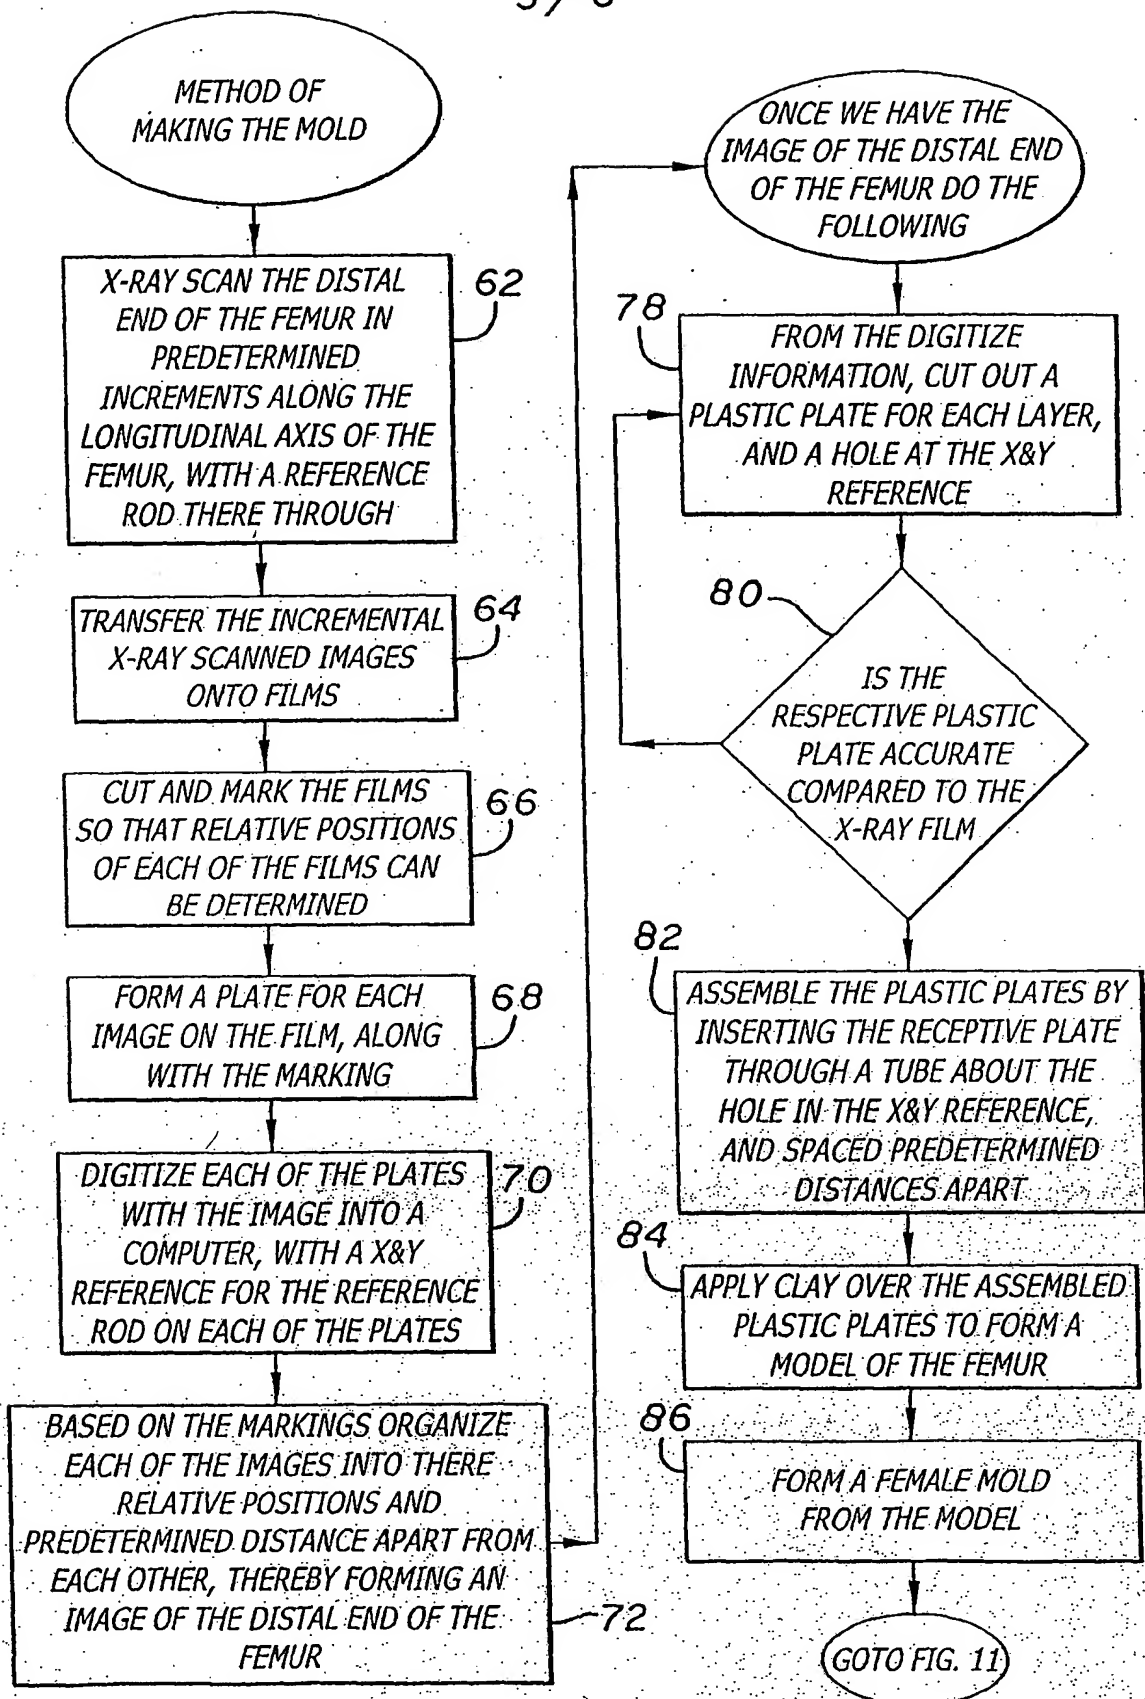 METHOD OF
MAKING THE MOLD
X-RAY SCAN THE DISTAL
END OF THE FEMUR IN
PREDETERMINED
INCREMENTS ALONG THE
LONGITUDINAL AXIS OF THE
FEMUR, WITH A REFERENCE
ROD THERE THROUGH
62
TRANSFER THE INCREMENTAL
X-RAY SCANNED IMAGES
ONTO FILMS
64
CUT AND MARK THE FILMS
SO THAT RELATIVE POSITIONS
OF EACH OF THE FILMS CAN
BE DETERMINED
66
FORM A PLATE FOR EACH
IMAGE ON THE FILM, ALONG
WITH THE MARKING
68
DIGITIZE EACH OF THE PLATES
WITH THE IMAGE INTO A
COMPUTER, WITH A X&Y
REFERENCE FOR THE REFERENCE
ROD ON EACH OF THE PLATES
70
BASED ON THE MARKINGS ORGANIZE
EACH OF THE IMAGES INTO THERE
RELATIVE POSITIONS AND
PREDETERMINED DISTANCE APART FROM
EACH OTHER, THEREBY FORMING AN
IMAGE OF THE DISTAL END OF THE
FEMUR
72
ONCE WE HAVE THE
IMAGE OF THE DISTAL END
OF THE FEMUR DO THE
FOLLOWING
78
FROM THE DIGITIZE
INFORMATION, CUT OUT A
PLASTIC PLATE FOR EACH LAYER,
AND A HOLE AT THE X&Y
REFERENCE
80
IS THE
RESPECTIVE PLASTIC
PLATE ACCURATE
COMPARED TO THE
X-RAY FILM
82
ASSEMBLE THE PLASTIC PLATES BY
INSERTING THE RECEPTIVE PLATE
THROUGH A TUBE ABOUT THE
HOLE IN THE X&Y REFERENCE,
AND SPACED PREDETERMINED
DISTANCES APART
84
APPLY CLAY OVER THE ASSEMBLED
PLASTIC PLATES TO FORM A
MODEL OF THE FEMUR
86
FORM A FEMALE MOLD
FROM THE MODEL
GOTO FIG. 11